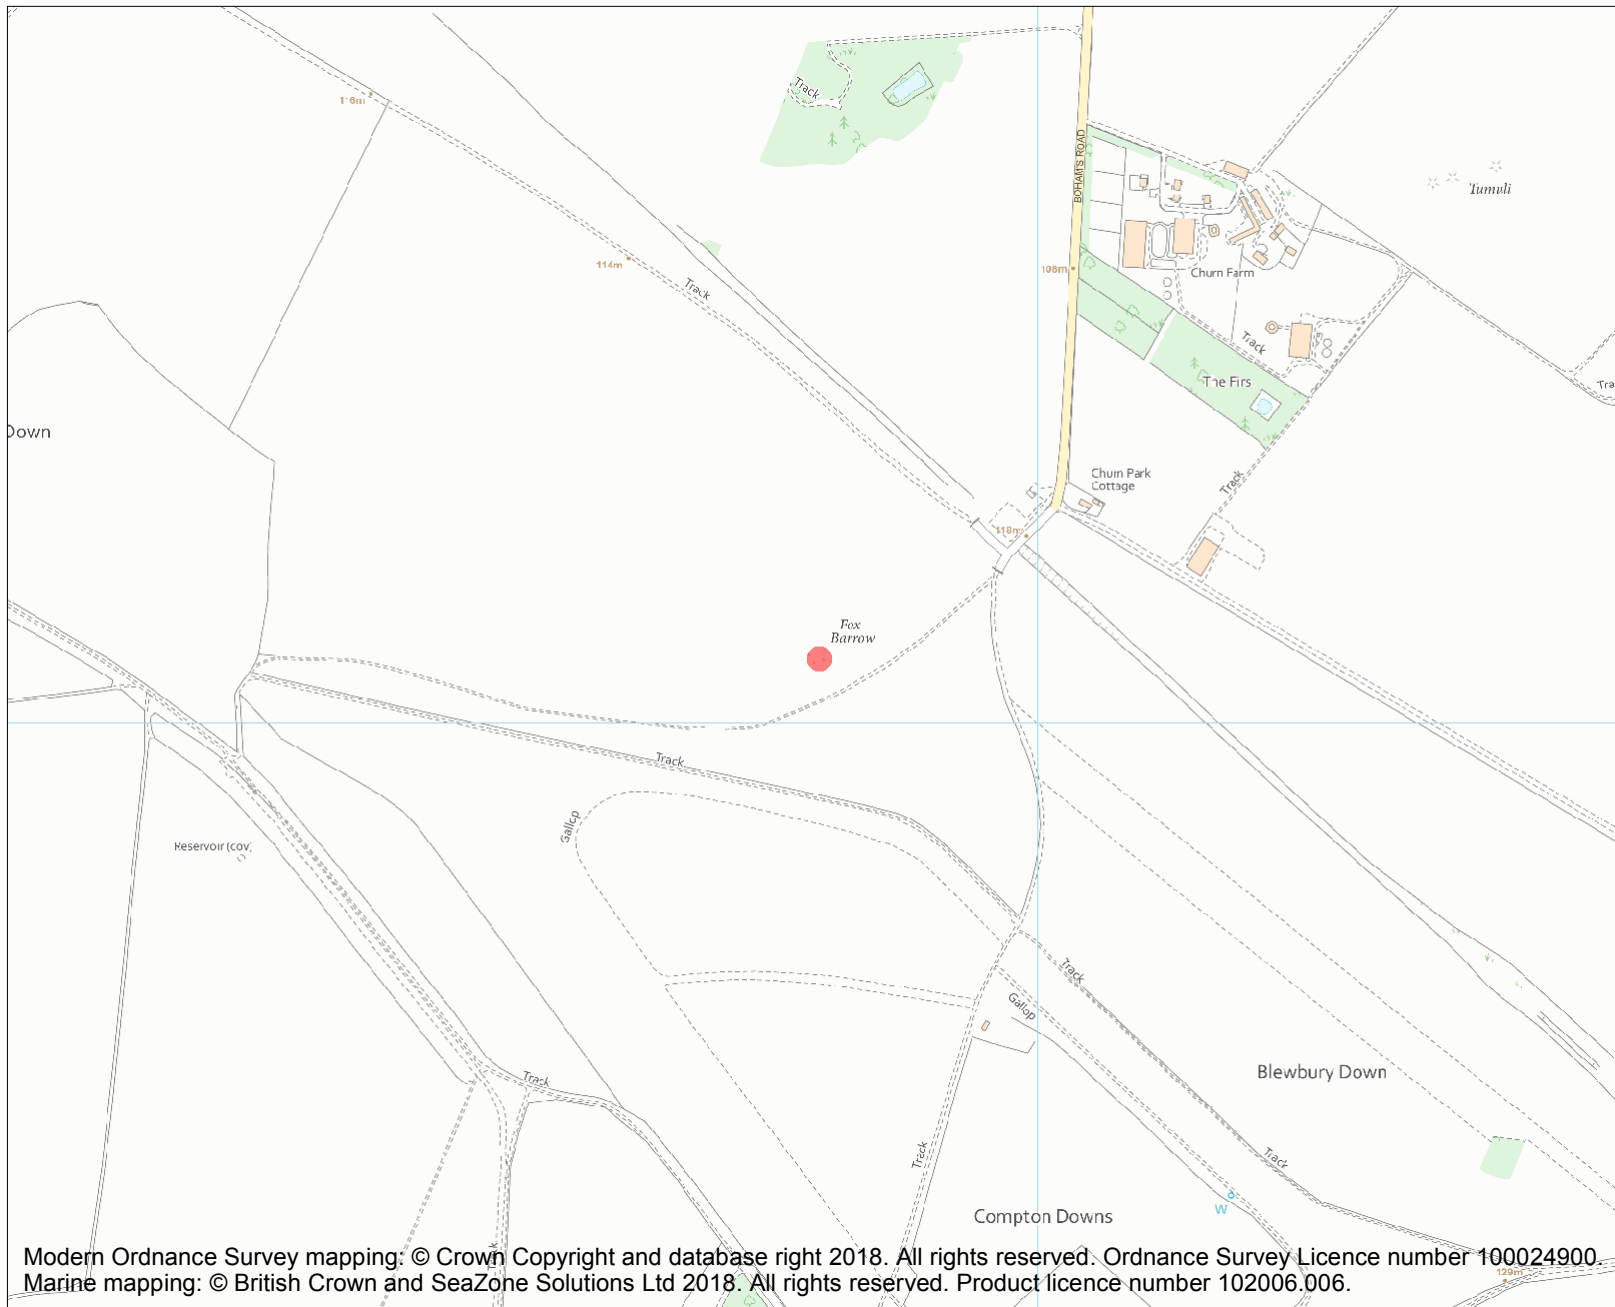 116m
Track
BOHAM'S ROAD
Tumuli
114m
Track
108m
Churn Farm
Track
The Firs
Down
Churn Park
Cottage
Track
118m
Fox
Barrow
Track
Gallop
Reservoir (cov)
Track
Gallop
Blewbury Down
Track
Track
Track
W
Compton Downs
Track
129m
Modern Ordnance Survey mapping: © Crown Copyright and database right 2018. All rights reserved. Ordnance Survey Licence number 100024900.
Marine mapping: © British Crown and SeaZone Solutions Ltd 2018. All rights reserved. Product licence number 102006.006.